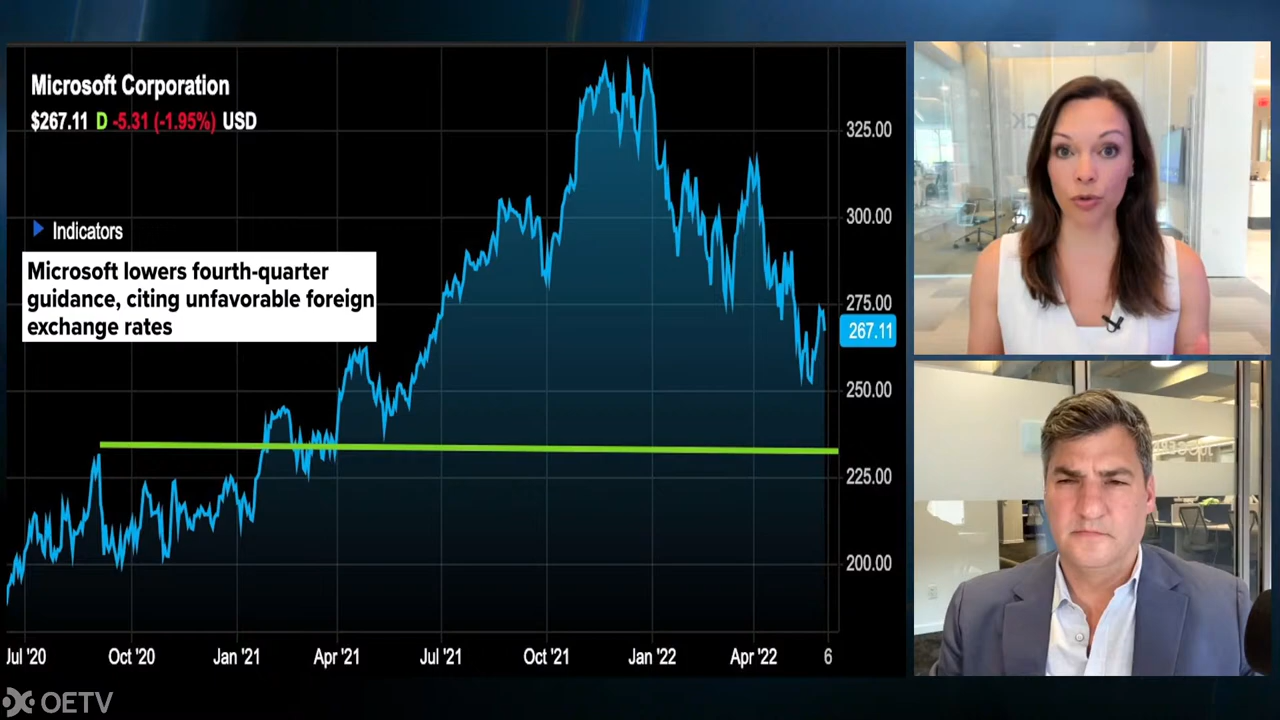 Microsoft Corporation
$267.11 D -5.31 (-1.95%) USD
Indicators
Microsoft lowers fourth-quarter
guidance, citing unfavorable foreign
exchange rates
325.00
300.00
275.00
267.11
250.00
225.00
200.00
Jul '20 Oct '20 Jan '21 Apr '21 Jul '21 Oct '21 Jan '22 Apr '22 6
OETV